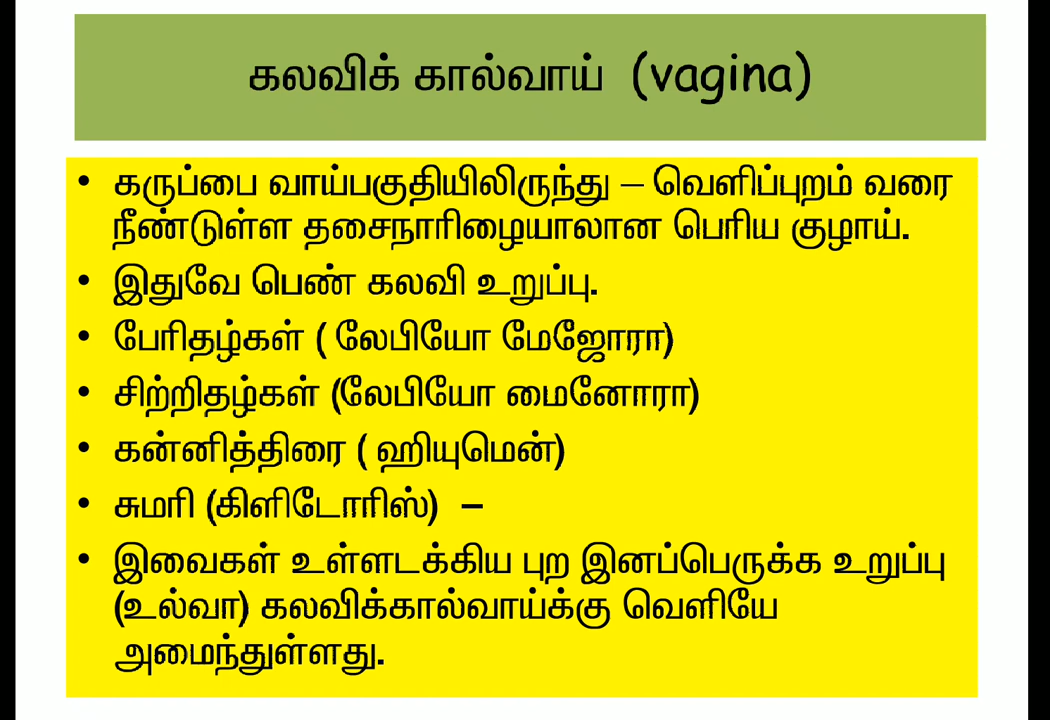 கலவிக் கால்வாய் (vagina)
• கருப்பை வாய்பகுதியிலிருந்து – வெளிப்புறம் வரை
நீண்டுள்ள தசைநாரிழையாலான பெரிய குழாய்.
• இதுவே பெண் கலவி உறுப்பு.
• பேரிதழ்கள் ( லேபியோ மேஜோரா)
• சிற்றிதழ்கள் (லேபியோ மைனோரா)
• கன்னித்திரை ( ஹியுமென்)
• சுமரி (கிளிடோரிஸ்) –
• இவைகள் உள்ளடக்கிய புற இனப்பெருக்க உறுப்பு
(உல்வா) கலவிக்கால்வாய்க்கு வெளியே
அமைந்துள்ளது.